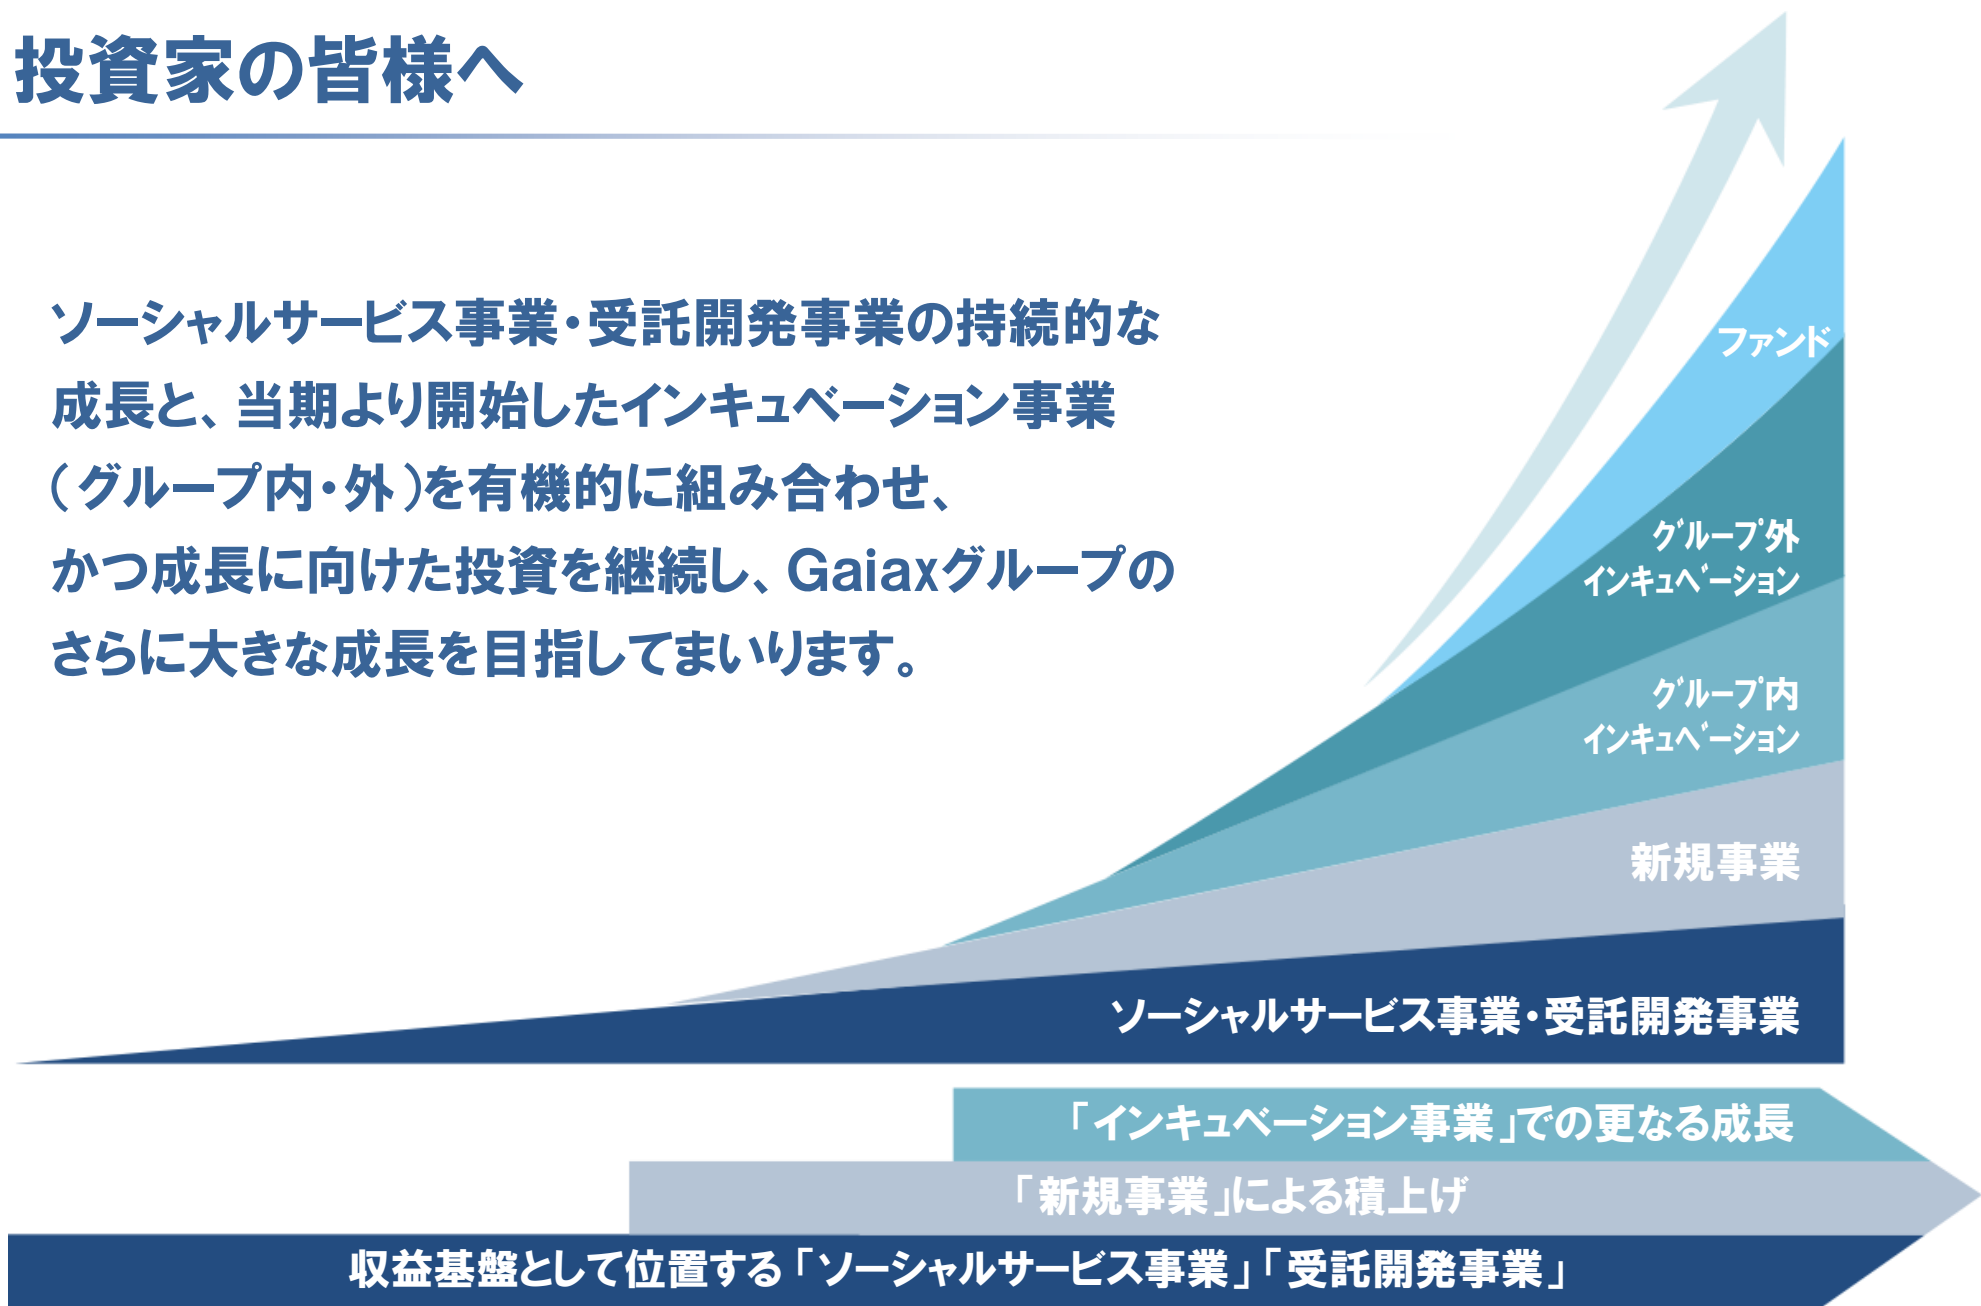 投資家の皆様へ
ソーシャルサービス事業・受託開発事業の持続的な
成長と、当期より開始したインキュベーション事業
(グループ内・外)を有機的に組み合わせ、
かつ成長に向けた投資を継続し、Gaiaxグループの
さらに大きな成長を目指してまいります。
ファンド
グループ外
インキュベーション
グループ内
インキュベーション
新規事業
ソーシャルサービス事業・受託開発事業
「インキュベーション事業」での更なる成長
「新規事業」による積上げ
収益基盤として位置する「ソーシャルサービス事業」「受託開発事業」